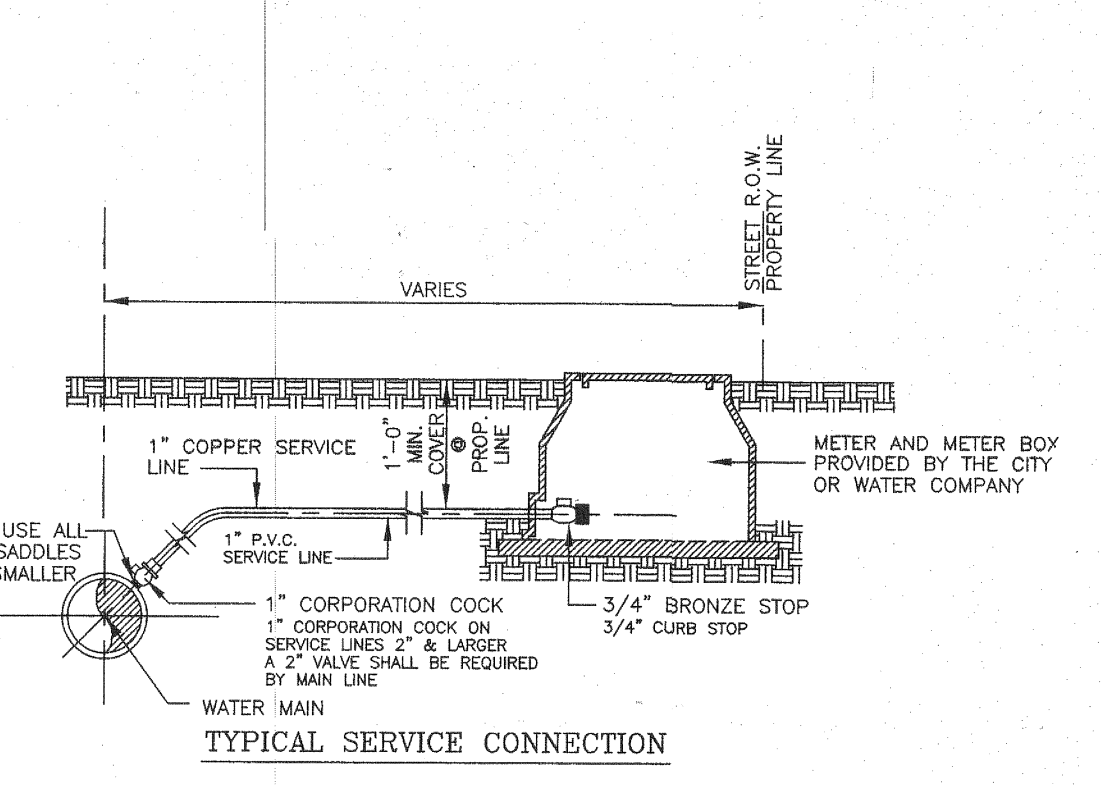 STREET R.O.W.
PROPERTY LINE
VARIES
1" COPPER SERVICE
LINE
1'-0"
MIN.
COVER
@
PROP.
LINE
METER AND METER BOX
PROVIDED BY THE CITY
OR WATER COMPANY
USE ALL
SADDLES
SMALLER
1" P.V.C.
SERVICE LINE
1" CORPORATION COCK
1" CORPORATION COCK ON
SERVICE LINES 2" & LARGER
A 2" VALVE SHALL BE REQUIRED
BY MAIN LINE
3/4" BRONZE STOP
3/4" CURB STOP
WATER MAIN
TYPICAL SERVICE CONNECTION